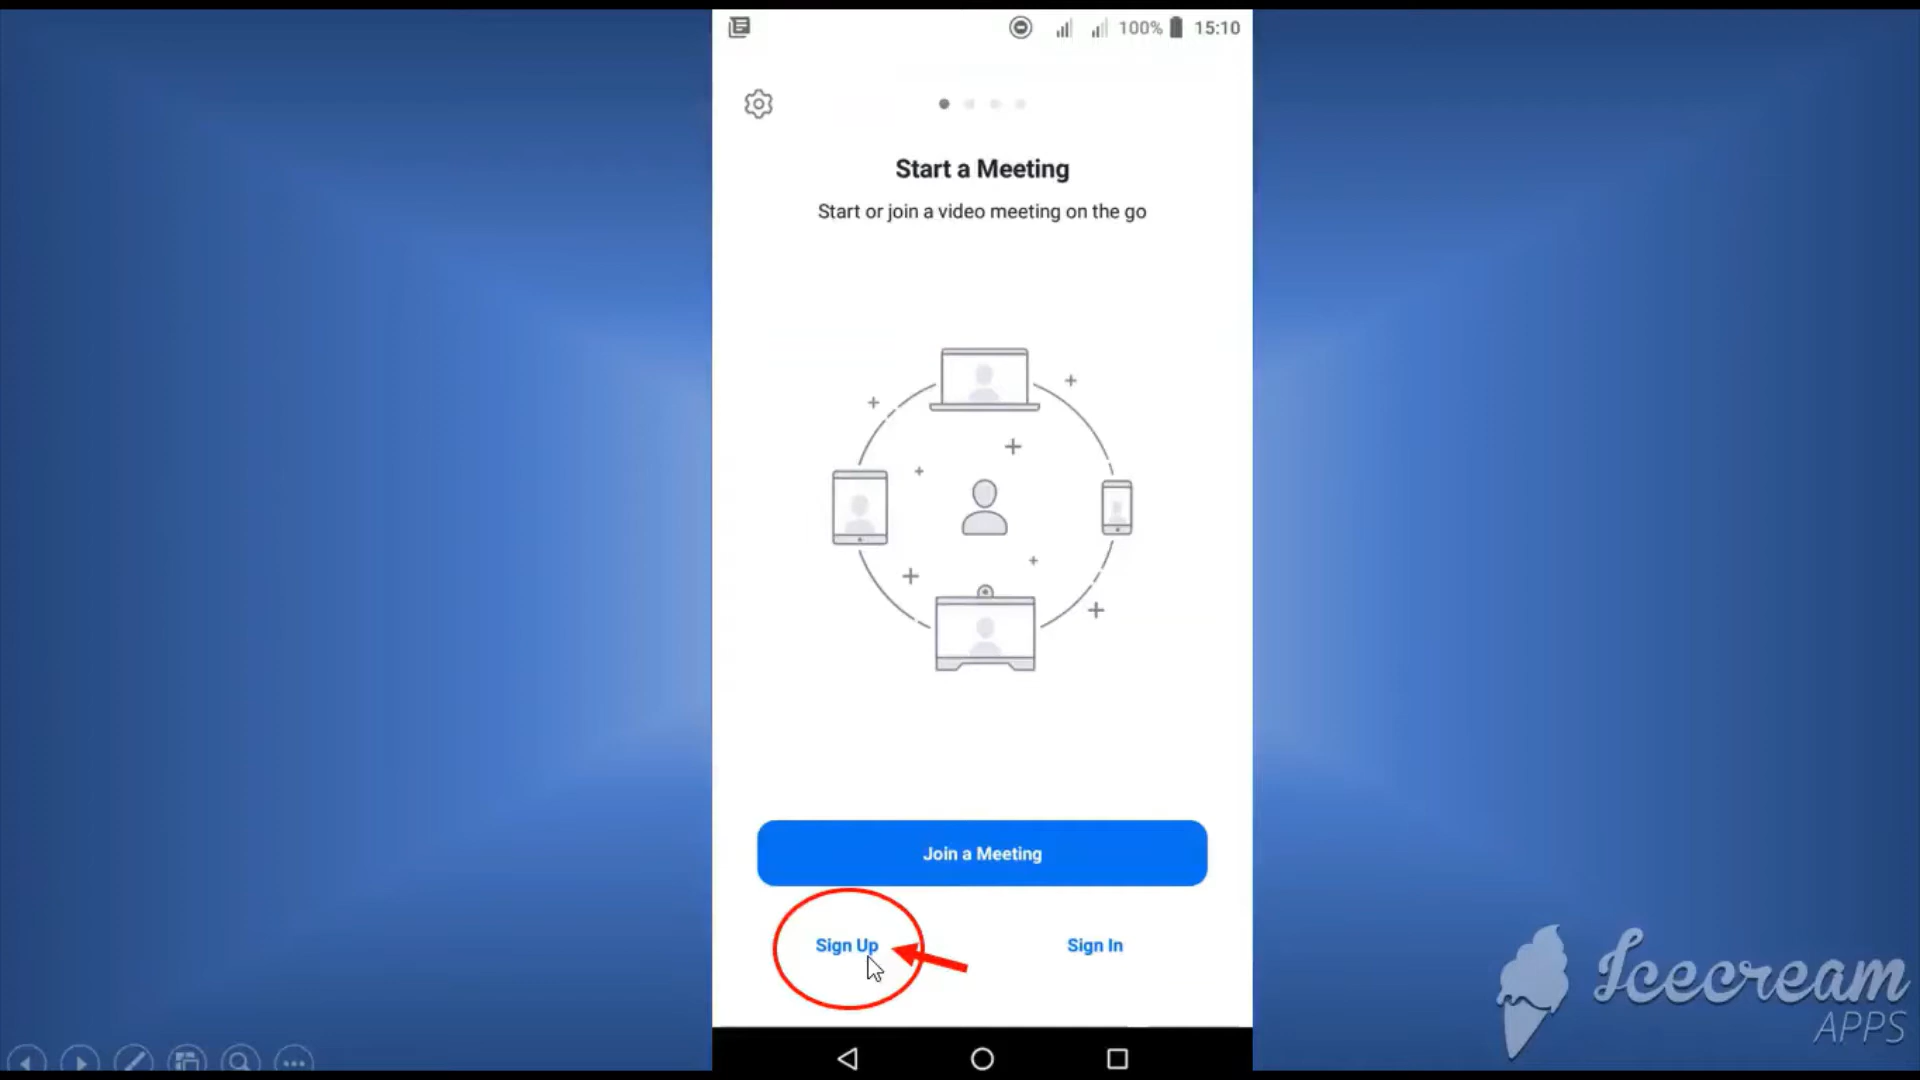 100% 15:10
Start a Meeting
Start or join a video meeting on the go
Join a Meeting
Sign Up
Sign In
Icecream
APPS